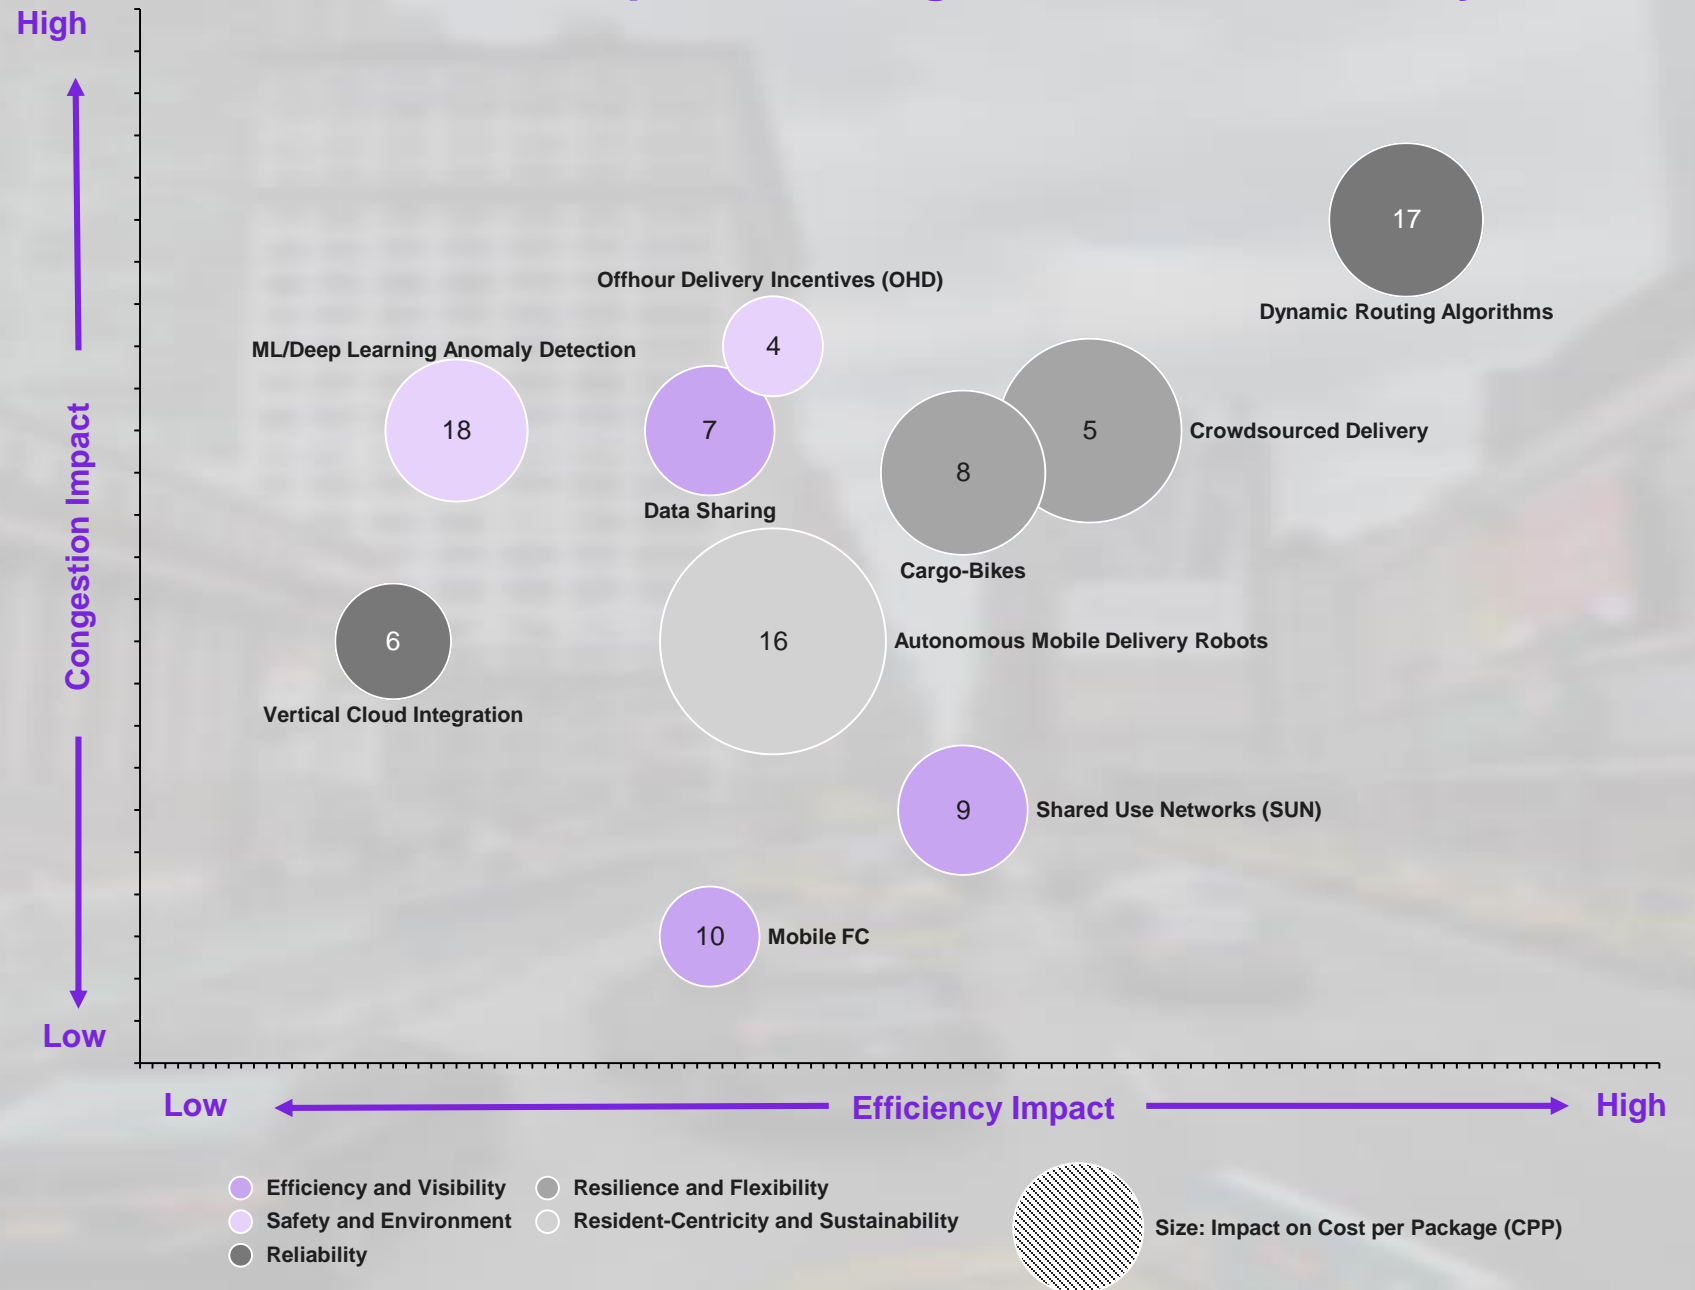 High
17
Offhour Delivery Incentives (OHD)
Dynamic Routing Algorithms
ML/Deep Learning Anomaly Detection
4
18
7
5
Crowdsourced Delivery
8
Data Sharing
Cargo-Bikes
Congestion Impact
6
16
Autonomous Mobile Delivery Robots
Vertical Cloud Integration
9
Shared Use Networks (SUN)
10
Mobile FC
Low
Low
Efficiency Impact
High
Efficiency and Visibility
Resilience and Flexibility
Safety and Environment
Resident-Centricity and Sustainability
Reliability
Size: Impact on Cost per Package (CPP)